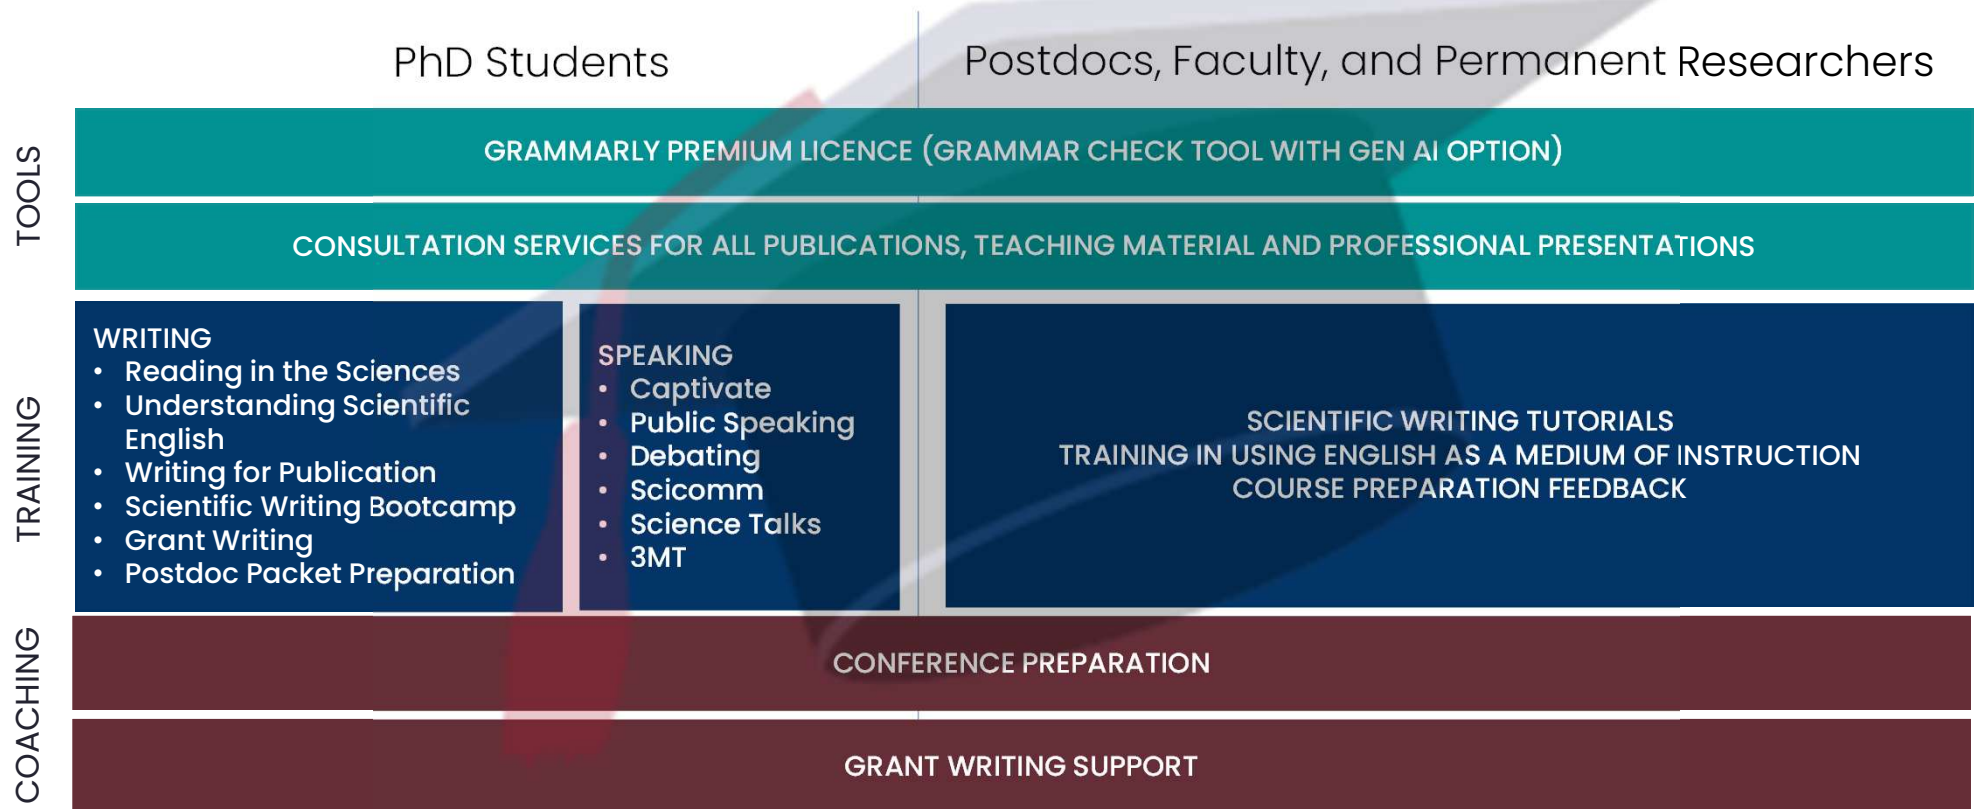 PhD Students
Postdocs, Faculty, and Permanent Researchers
TOOLS
GRAMMARLY PREMIUM LICENCE (GRAMMAR CHECK TOOL WITH GEN AI OPTION)
CONSULTATION SERVICES FOR ALL PUBLICATIONS, TEACHING MATERIAL AND PROFESSIONAL PRESENTATIONS
TRAINING
WRITING
• Reading in the Sciences
• Understanding Scientific
English
• Writing for Publication
• Scientific Writing Bootcamp
• Grant Writing
• Postdoc Packet Preparation
SPEAKING
• Captivate
• Public Speaking
• Debating
• Scicomm
• Science Talks
• 3MT
SCIENTIFIC WRITING TUTORIALS
TRAINING IN USING ENGLISH AS A MEDIUM OF INSTRUCTION
COURSE PREPARATION FEEDBACK
COACHING
CONFERENCE PREPARATION
GRANT WRITING SUPPORT